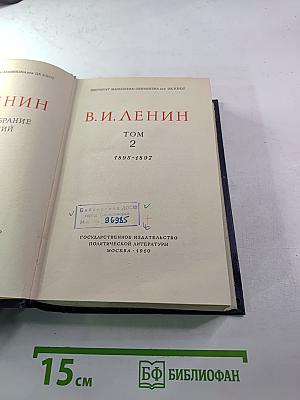 ЕНИН
БРАНИЕ
ИЙ
ИНСТИТУТ МАРКСИЗМА-ЛЕНИНИЗМА ПРИ ЦК КПСС
В. И. ЛЕНИН
ТОМ
2
1895-1897
96985
ГОСУДАРСТВЕННОЕ ИЗДАТЕЛЬСТВО
ПОЛИТИЧЕСКОЙ ЛИТЕРАТУРЫ
МОСКВА · 1960
15 см
БФ БИБЛИОФАН